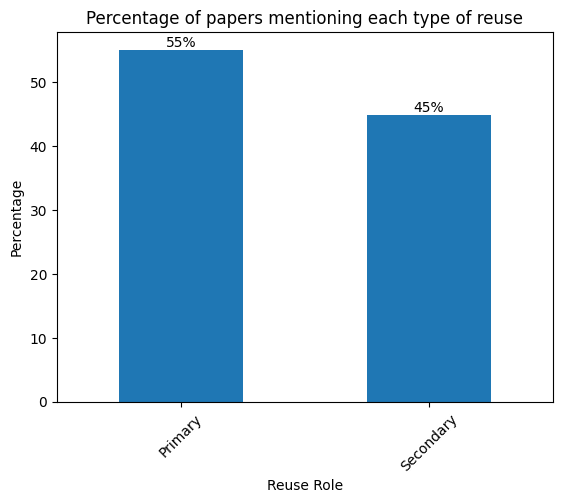 Percentage of papers mentioning each type of reuse
55%
45%
50
40
30
20
10
0
Percentage
Primary
Secondary
Reuse Role